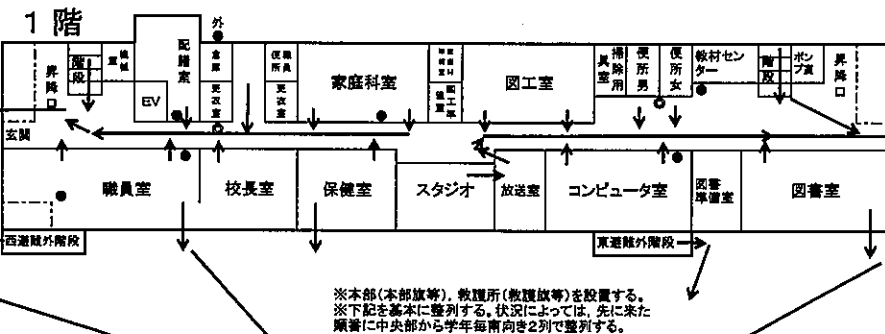 1階
外
昇降口
階段
配膳室
EV
倉庫
更衣室
職員
便所
更衣室
家庭科室
図工室
掃除用
具室
便所男
便所女
教材セン
ター
階段
ポン
プ室
昇降口
玄関
職員室
校長室
保健室
スタジオ
放送室
コンピュータ室
図書
準備室
図書室
西避難外階段
東避難外階段
※本部(本部旗等)、救護所(救護旗等)を設置する。
※下記を基本に整列する。状況によっては、先に来た
順番に中央部から学年毎南向き2列で整列する。